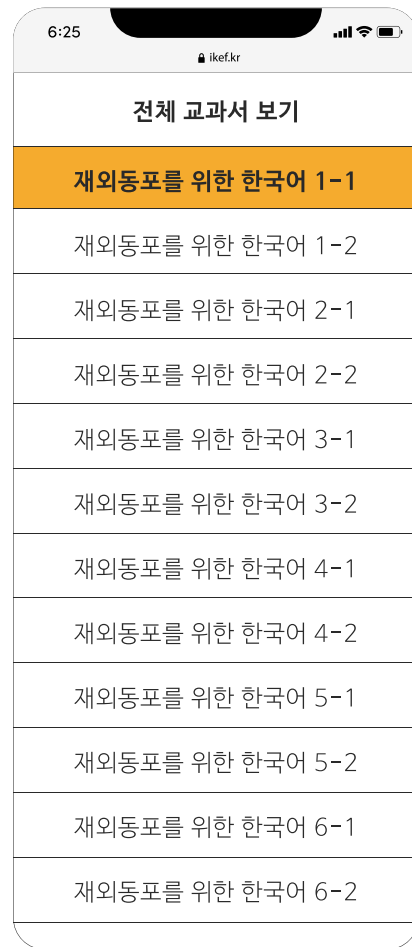 6:25
ikef.kr
전체 교과서 보기
재외동포를 위한 한국어 1-1
재외동포를 위한 한국어 1-2
재외동포를 위한 한국어 2-1
재외동포를 위한 한국어 2-2
재외동포를 위한 한국어 3-1
재외동포를 위한 한국어 3-2
재외동포를 위한 한국어 4-1
재외동포를 위한 한국어 4-2
재외동포를 위한 한국어 5-1
재외동포를 위한 한국어 5-2
재외동포를 위한 한국어 6-1
재외동포를 위한 한국어 6-2